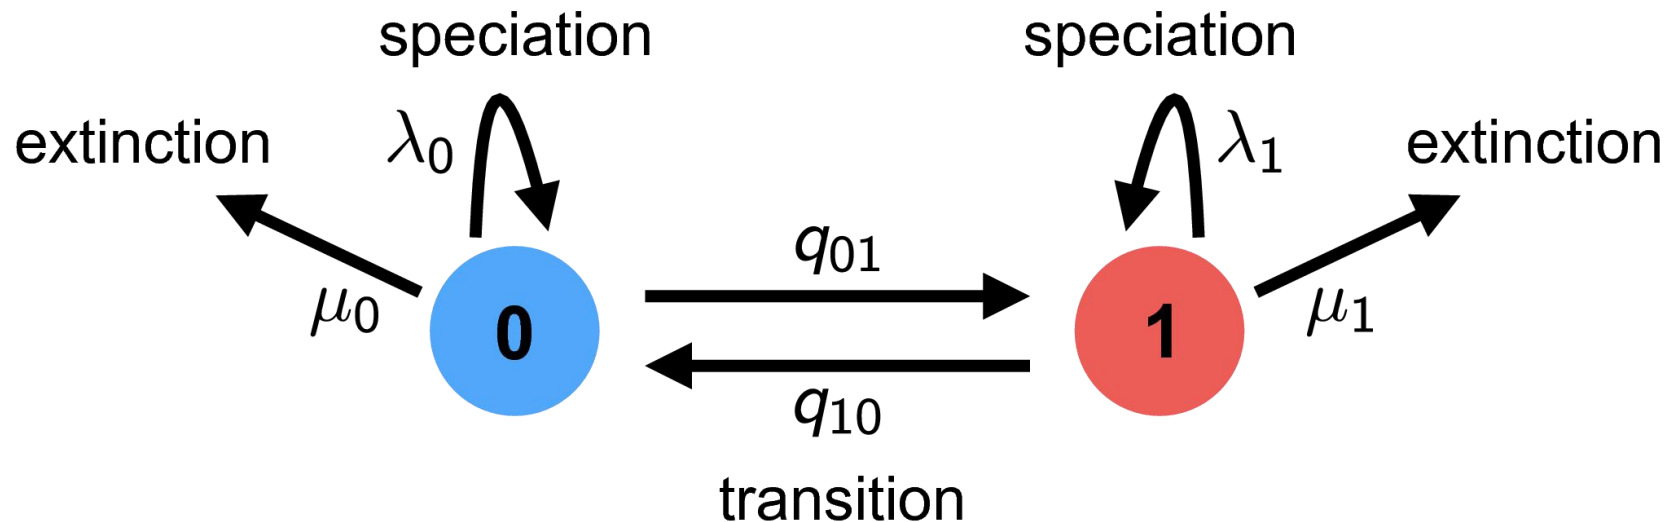 speciation
speciation
extinction
λ0
λ1
extinction
q01
μ0
0
1
μ1
q10
transition